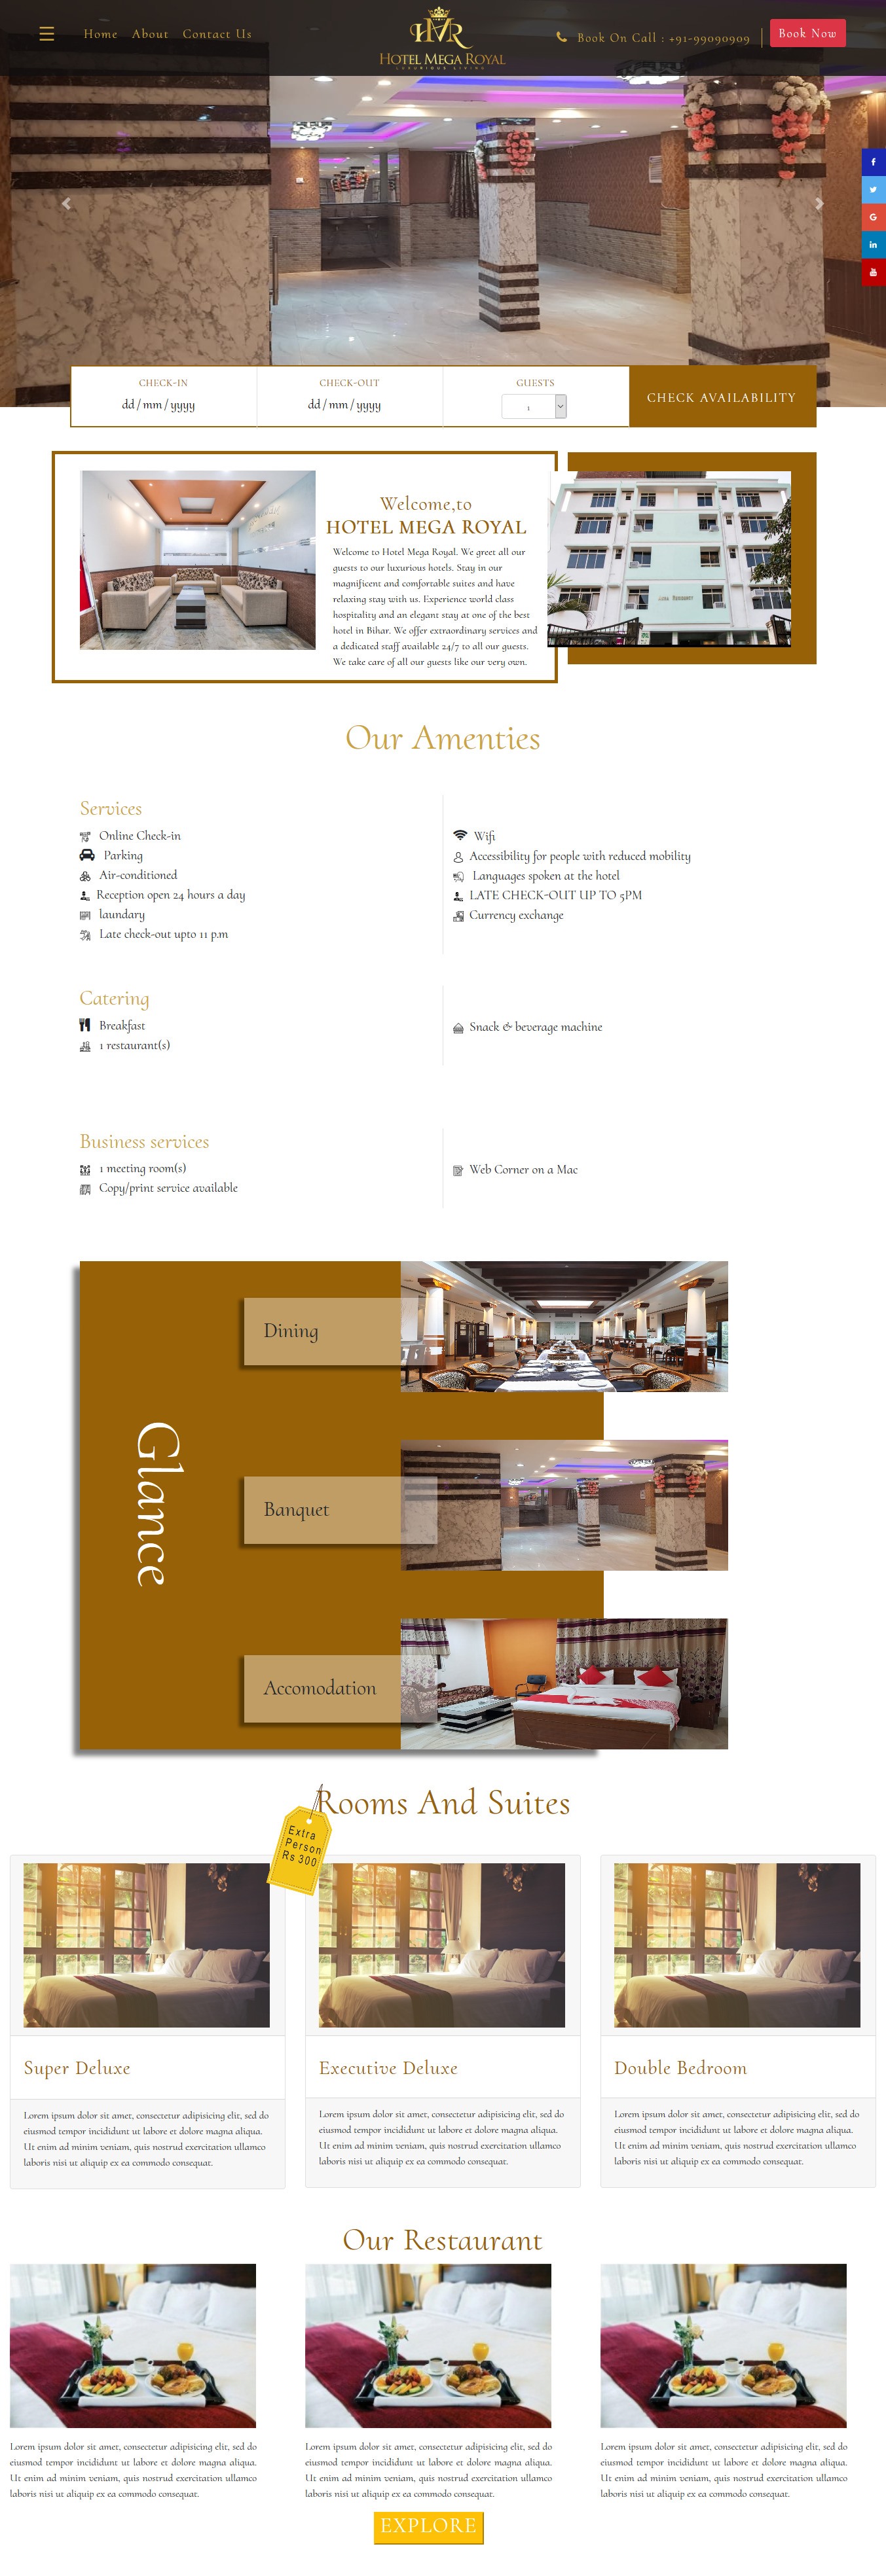 Home About Contact Us
HMR
HOTEL MEGA ROYAL
LUXURIOUS LIVING
Book On Call : +91-99090909
Book Now
CHECK-IN
dd / mm / yyyy
CHECK-OUT
dd / mm / yyyy
GUESTS
1
CHECK AVAILABILITY
Welcome,to
HOTEL MEGA ROYAL
Welcome to Hotel Mega Royal. We greet all our
guests to our luxurious hotels. Stay in our
magnificent and comfortable suites and have
relaxing stay with us. Experience world class
hospitality and an elegant stay at one of the best
hotel in Bihar. We offer extraordinary services and
a dedicated staff available 24/7 to all our guests.
We take care of all our guests like our very own.
Our Amenties
Services
Online Check-in
Parking
Air-conditioned
Reception open 24 hours a day
laundary
Late check-out upto 11 p.m
Wifi
Accessibility for people with reduced mobility
Languages spoken at the hotel
LATE CHECK-OUT UP TO 5PM
Currency exchange
Catering
Breakfast
1 restaurant(s)
Snack & beverage machine
Business services
1 meeting room(s)
Copy/print service available
Web Corner on a Mac
Glance
Dining
Banquet
Accomodation
Rooms And Suites
Extra
Person
Rs 300
Super Deluxe
Lorem ipsum dolor sit amet, consectetur adipisicing elit, sed do
eiusmod tempor incididunt ut labore et dolore magna aliqua.
Ut enim ad minim veniam, quis nostrud exercitation ullamco
laboris nisi ut aliquip ex ea commodo consequat.
Executive Deluxe
Lorem ipsum dolor sit amet, consectetur adipisicing elit, sed do
eiusmod tempor incididunt ut labore et dolore magna aliqua.
Ut enim ad minim veniam, quis nostrud exercitation ullamco
laboris nisi ut aliquip ex ea commodo consequat.
Double Bedroom
Lorem ipsum dolor sit amet, consectetur adipisicing elit, sed do
eiusmod tempor incididunt ut labore et dolore magna aliqua.
Ut enim ad minim veniam, quis nostrud exercitation ullamco
laboris nisi ut aliquip ex ea commodo consequat.
Our Restaurant
Lorem ipsum dolor sit amet, consectetur adipisicing elit, sed do
eiusmod tempor incididunt ut labore et dolore magna aliqua.
Ut enim ad minim veniam, quis nostrud exercitation ullamco
laboris nisi ut aliquip ex ea commodo consequat.
Lorem ipsum dolor sit amet, consectetur adipisicing elit, sed do
eiusmod tempor incididunt ut labore et dolore magna aliqua.
Ut enim ad minim veniam, quis nostrud exercitation ullamco
laboris nisi ut aliquip ex ea commodo consequat.
Lorem ipsum dolor sit amet, consectetur adipisicing elit, sed do
eiusmod tempor incididunt ut labore et dolore magna aliqua.
Ut enim ad minim veniam, quis nostrud exercitation ullamco
laboris nisi ut aliquip ex ea commodo consequat.
EXPLORE